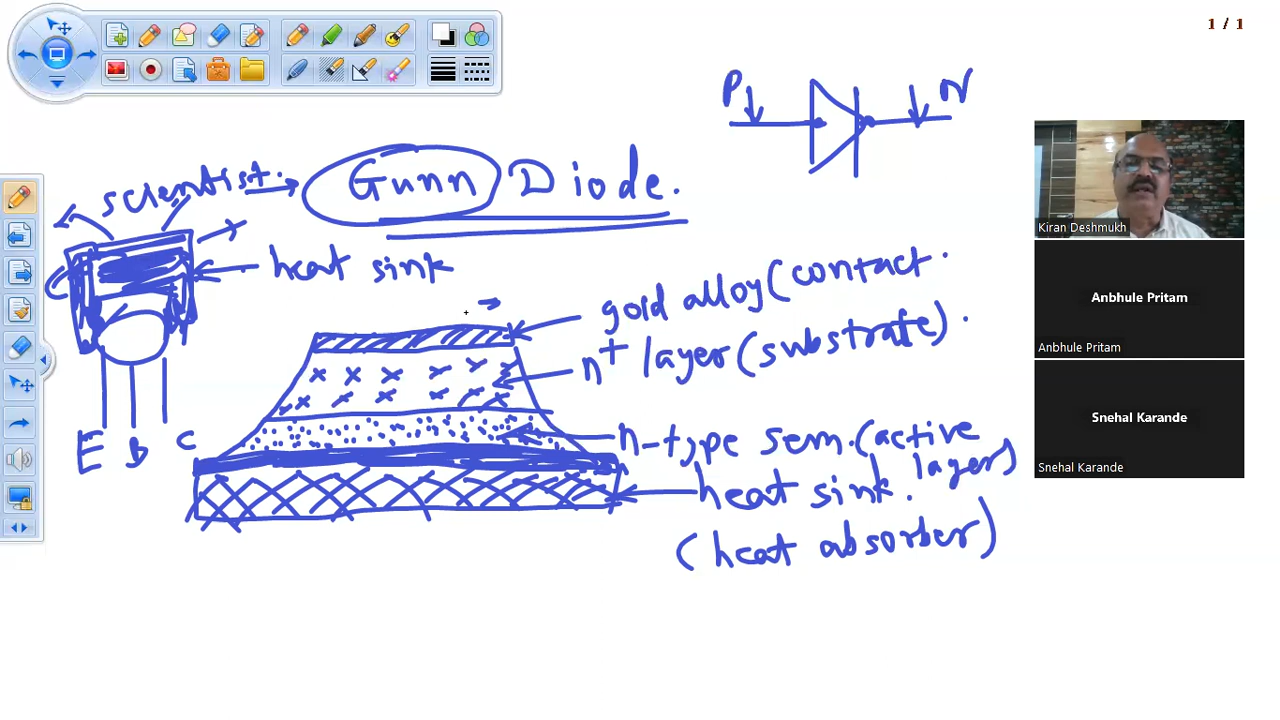 1 / 1
P N
scientist. Gunn Diode.
heat sink
gold alloy (contact.
n+ layer (substrate).
n-type sem. (active
layer)
heat sink.
(heat absorber)
E B C
Kiran Deshmukh
Anbhule Pritam
Anbhule Pritam
Snehal Karande
Snehal Karande